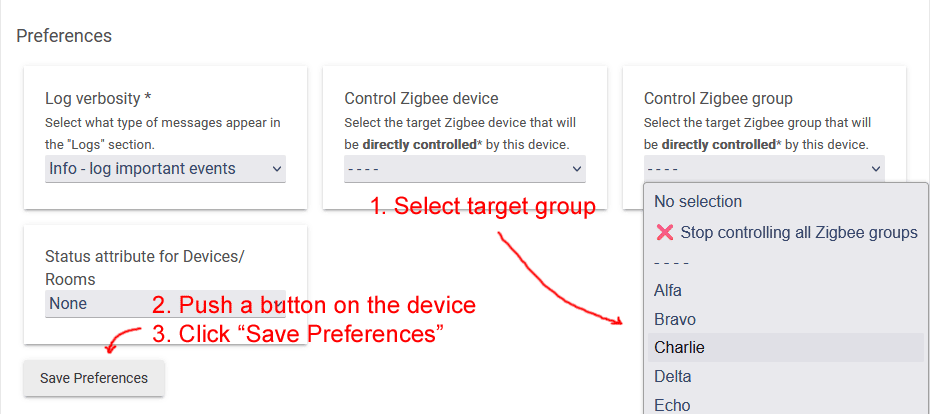 Preferences
Log verbosity *
Select what type of messages appear in
the "Logs" section.
Info - log important events
Control Zigbee device
Select the target Zigbee device that will
be directly controlled* by this device.
- - - -
Control Zigbee group
Select the target Zigbee group that will
be directly controlled* by this device.
- - - -
No selection
❌ Stop controlling all Zigbee groups
- - - -
Alfa
Bravo
Charlie
Delta
Echo
1. Select target group
Status attribute for Devices/
Rooms
None
2. Push a button on the device
3. Click “Save Preferences”
Save Preferences